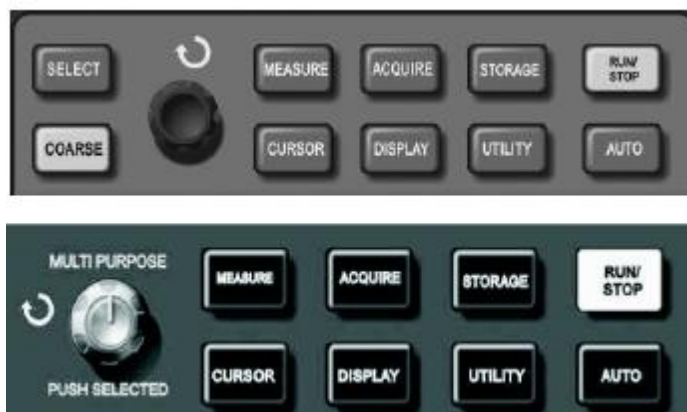 SELECT
MEASURE
ACQUIRE
STORAGE
RUN/
STOP
COARSE
CURSOR
DISPLAY
UTILITY
AUTO
MULTI PURPOSE
MEASURE
ACQUIRE
STORAGE
RUN/
STOP
PUSH SELECTED
CURSOR
DISPLAY
UTILITY
AUTO